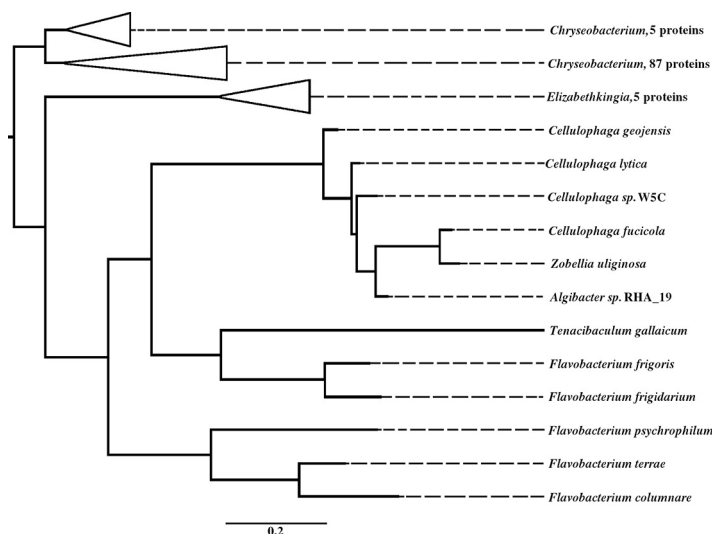 Chryseobacterium, 5 proteins
Chryseobacterium, 87 proteins
Elizabethkingia, 5 proteins
Cellulophaga geojensis
Cellulophaga lytica
Cellulophaga sp. W5C
Cellulophaga fucicola
Zobellia uliginosa
Algibacter sp. RHA_19
Tenacibaculum gallaicum
Flavobacterium frigoris
Flavobacterium frigidarium
Flavobacterium psychrophilum
Flavobacterium terrae
Flavobacterium columnare
0.2